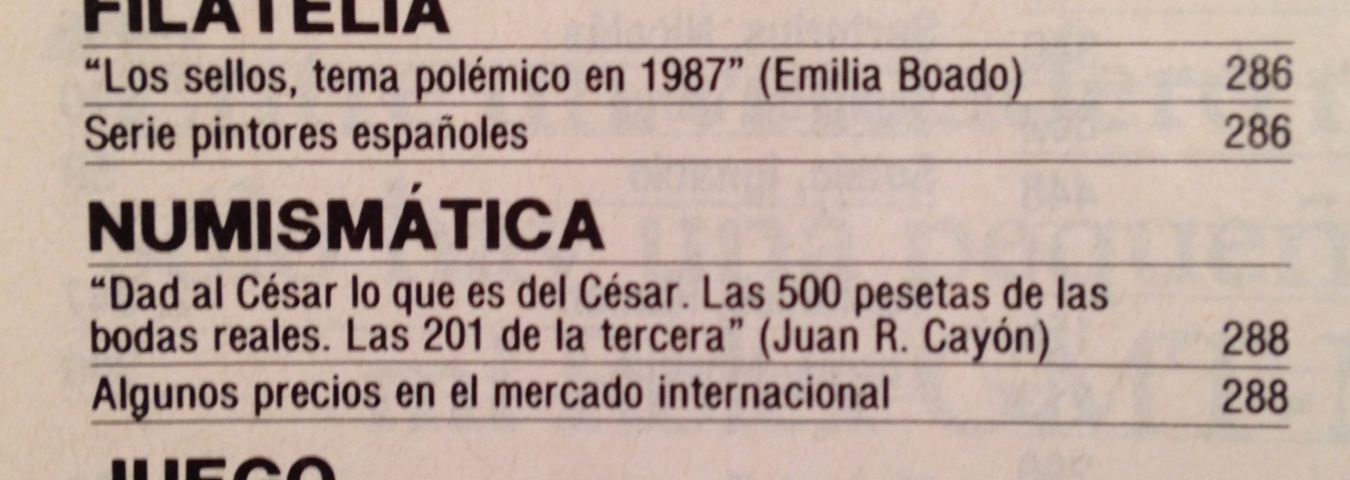 FILATELIA
“Los sellos, tema polémico en 1987” (Emilia Boado) 286
Serie pintores españoles 286
NUMISMÁTICA
“Dad al César lo que es del César. Las 500 pesetas de las
bodas reales. Las 201 de la tercera” (Juan R. Cayón) 288
Algunos precios en el mercado internacional 288
JUEGO